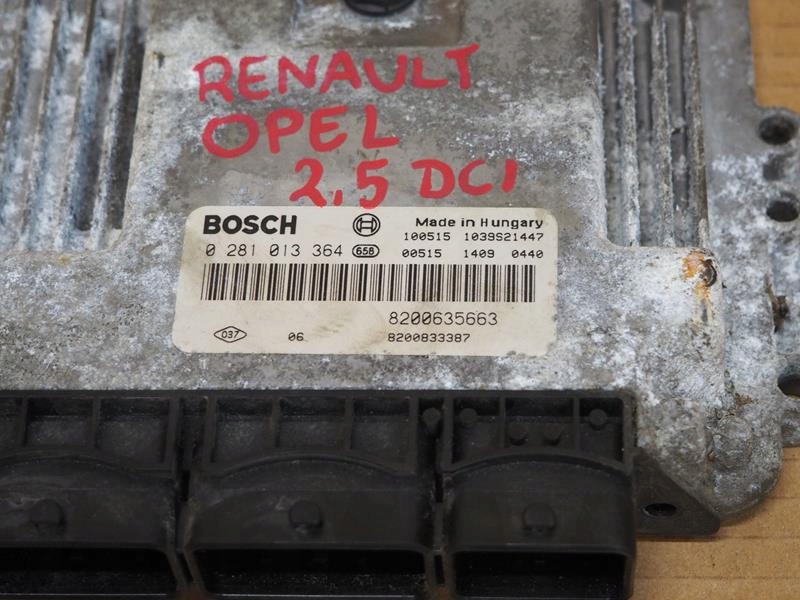 RENAULT
OPEL
2,5 DCI
BOSCH Made in Hungary
100515 1039S21447
0 281 013 364 658 00515 1409 0440
8200635663
037 06 8200833387